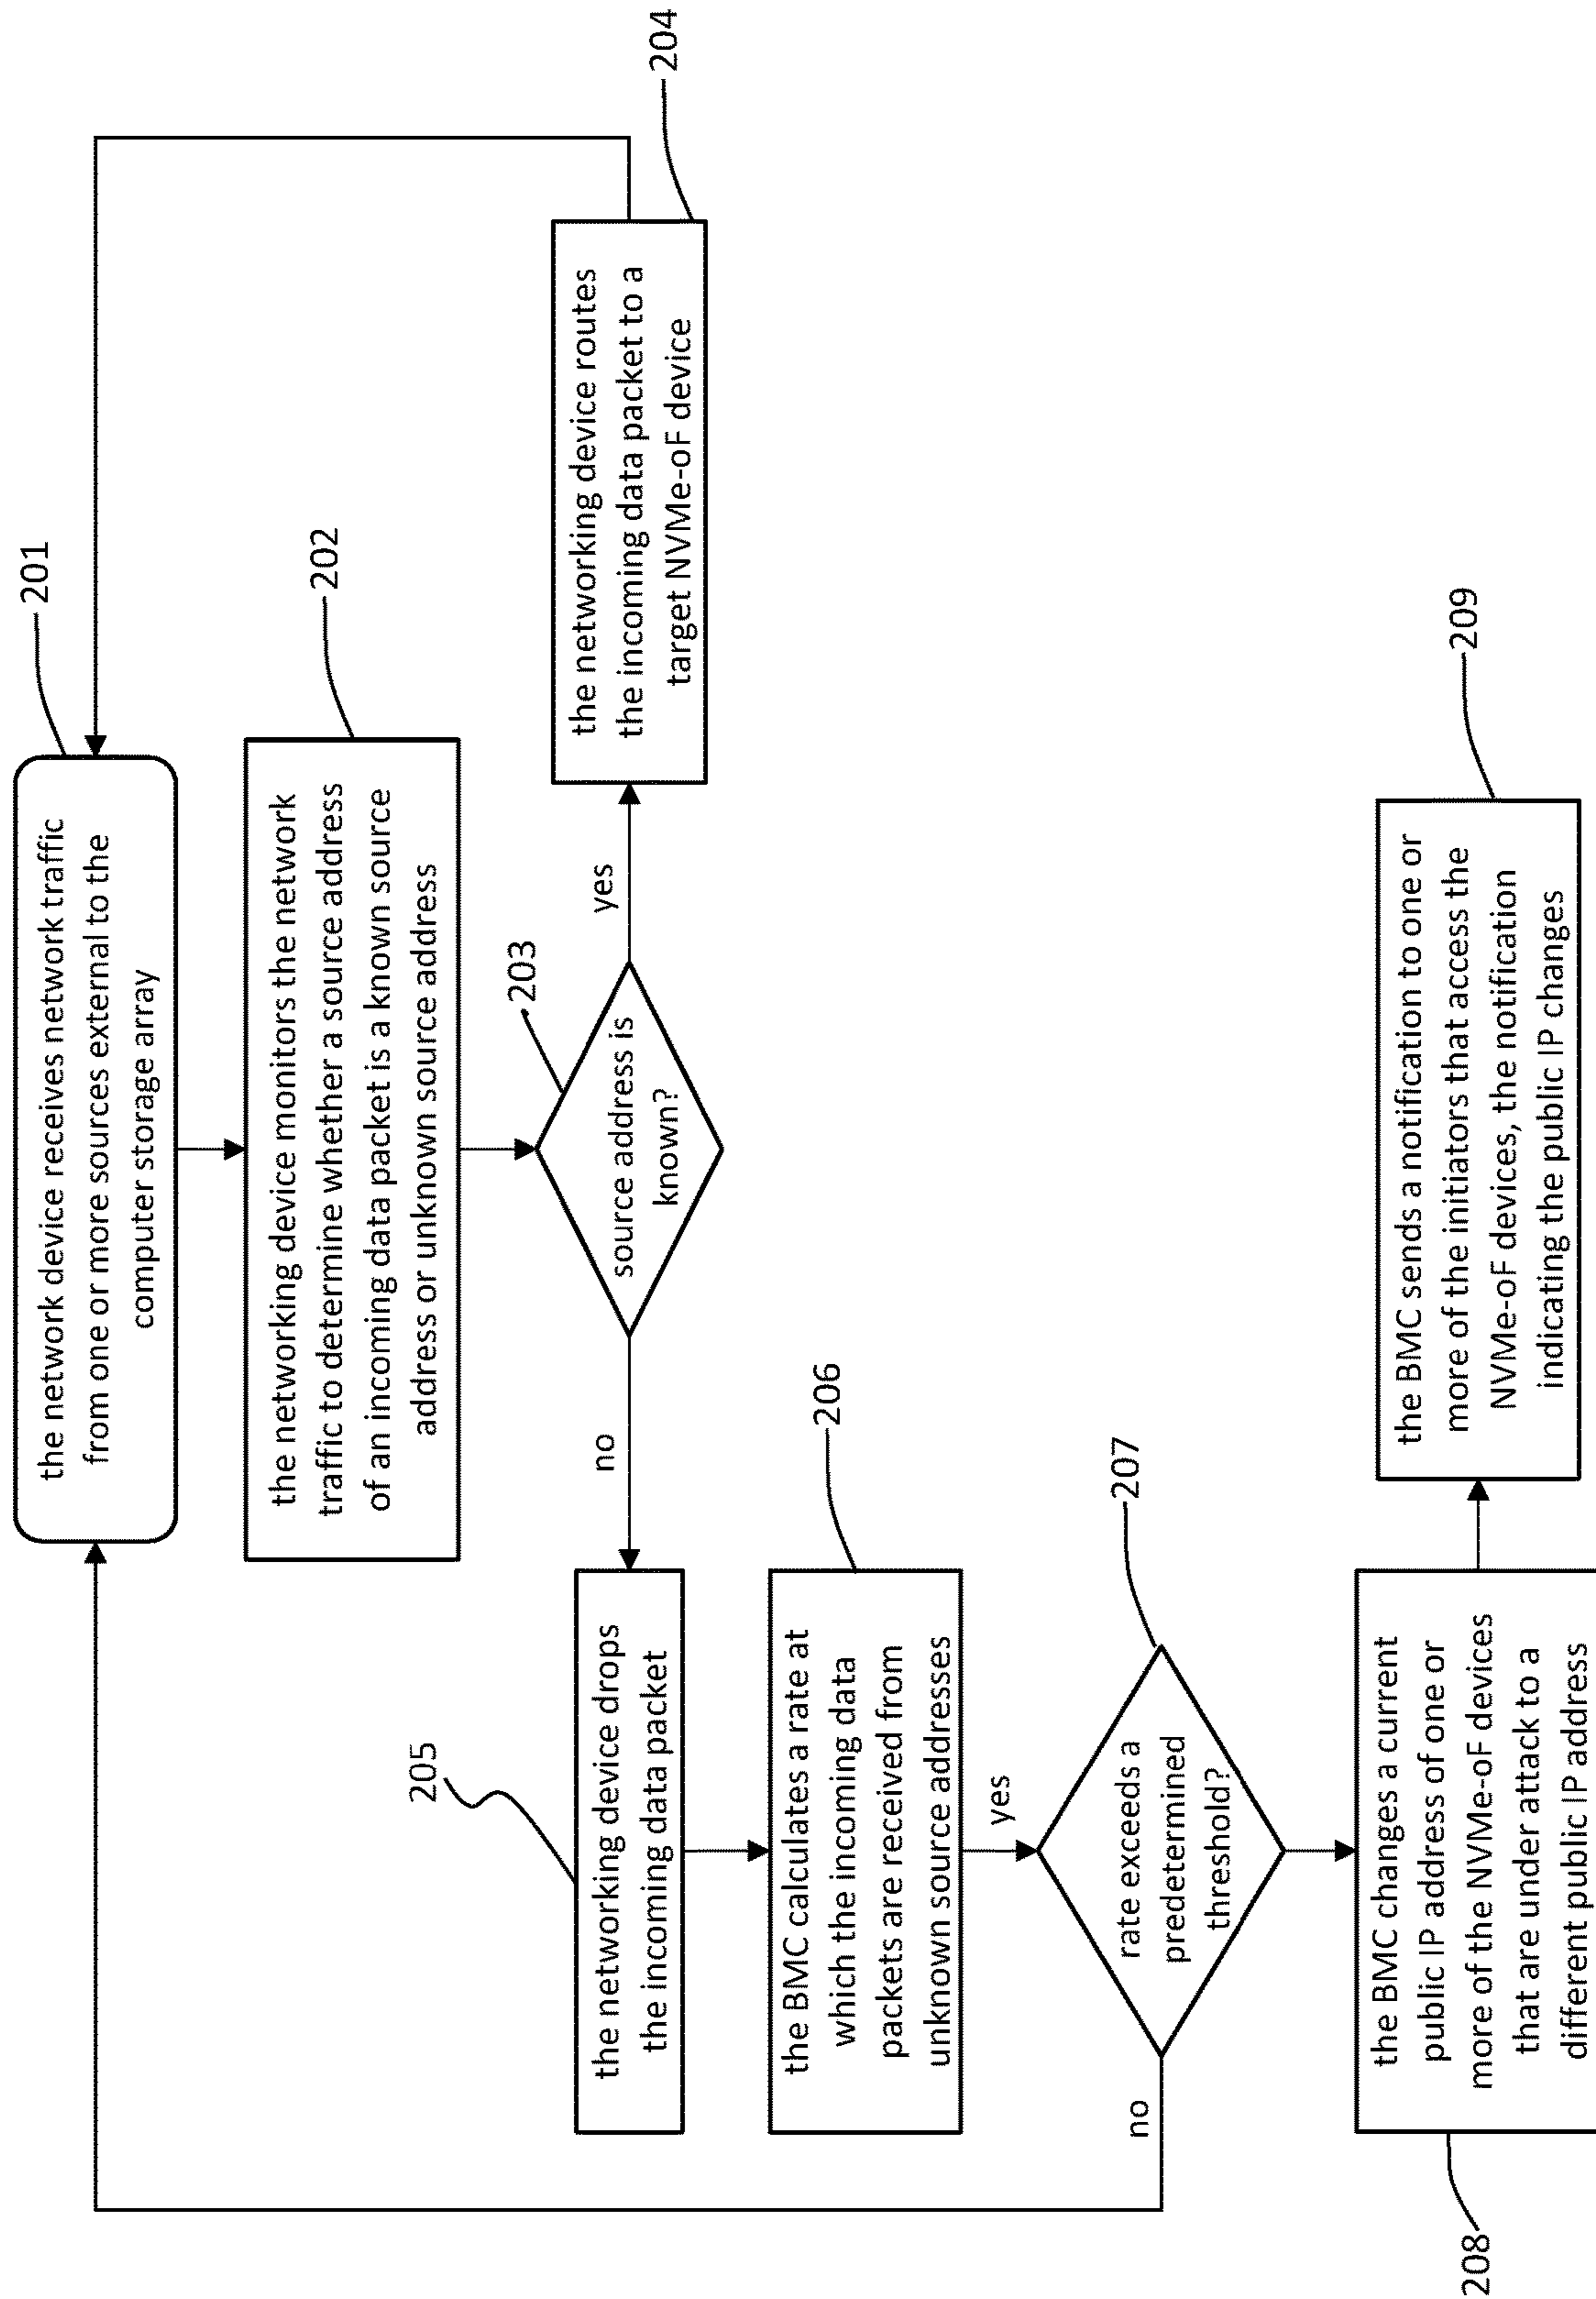 201
the network device receives network traffic
from one or more sources external to the
computer storage array
202
the networking device monitors the network
traffic to determine whether a source address
of an incoming data packet is a known source
address or unknown source address
203
source address is
known?
yes
no
204
the networking device routes
the incoming data packet to a
target NVMe-oF device
205
the networking device drops
the incoming data packet
206
the BMC calculates a rate at
which the incoming data
packets are received from
unknown source addresses
yes
207
rate exceeds a
predetermined
threshold?
no
208
the BMC changes a current
public IP address of one or
more of the NVMe-oF devices
that are under attack to a
different public IP address
209
the BMC sends a notification to one or
more of the initiators that access the
NVMe-oF devices, the notification
indicating the public IP changes